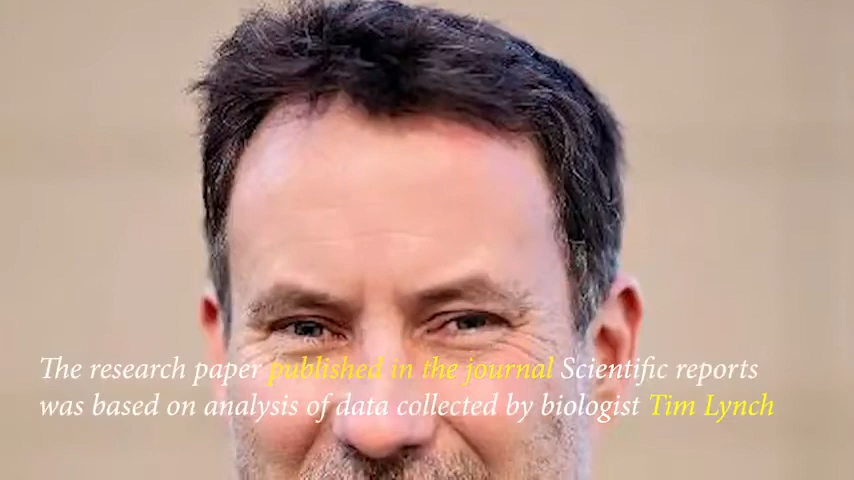 The research paper published in the journal Scientific reports
was based on analysis of data collected by biologist Tim Lynch